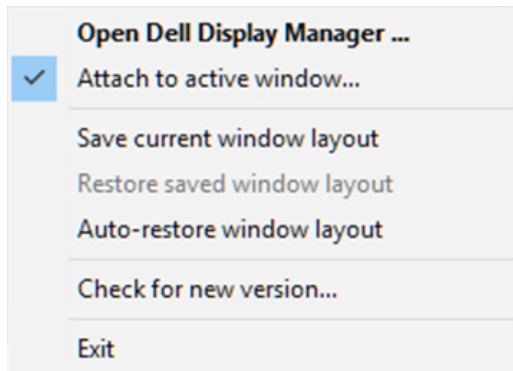 Open Dell Display Manager ...
Attach to active window...
Save current window layout
Restore saved window layout
Auto-restore window layout
Check for new version...
Exit